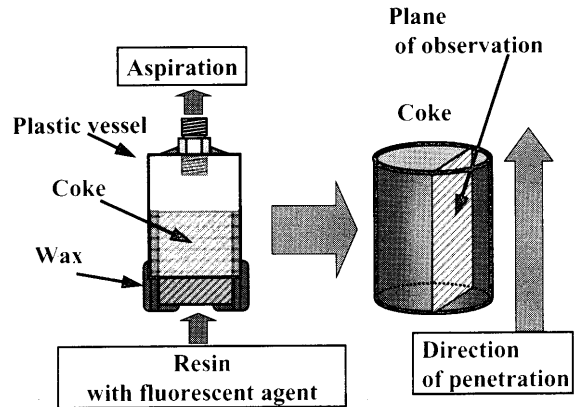 Aspiration
Plastic vessel
Coke
Wax
Resin
with fluorescent agent
Plane
of observation
Coke
Direction
of penetration